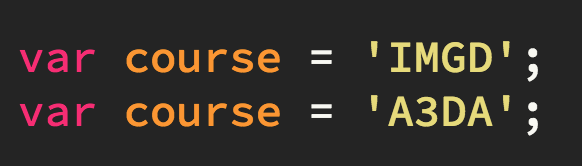 var course = 'IMGD';
var course = 'A3DA';